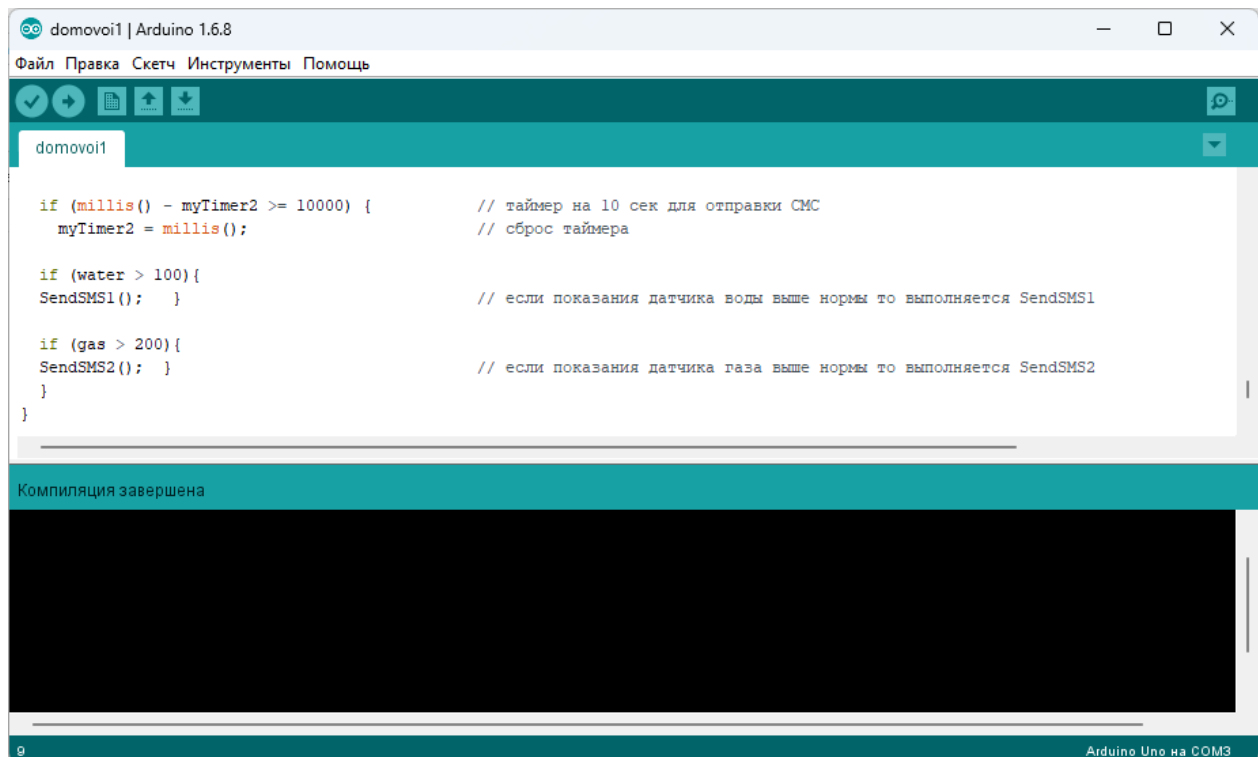 domovoi1 | Arduino 1.6.8
Файл Правка Скетч Инструменты Помощь
domovoi1
if (millis() - myTimer2 >= 10000) { // таймер на 10 сек для отправки СМС
myTimer2 = millis(); // сброс таймера
if (water > 100){
SendSMS1(); } // если показания датчика воды выше нормы то выполняется SendSMS1
if (gas > 200){
SendSMS2(); } // если показания датчика газа выше нормы то выполняется SendSMS2
}
}
Компиляция завершена
9 Arduino Uno на COM3